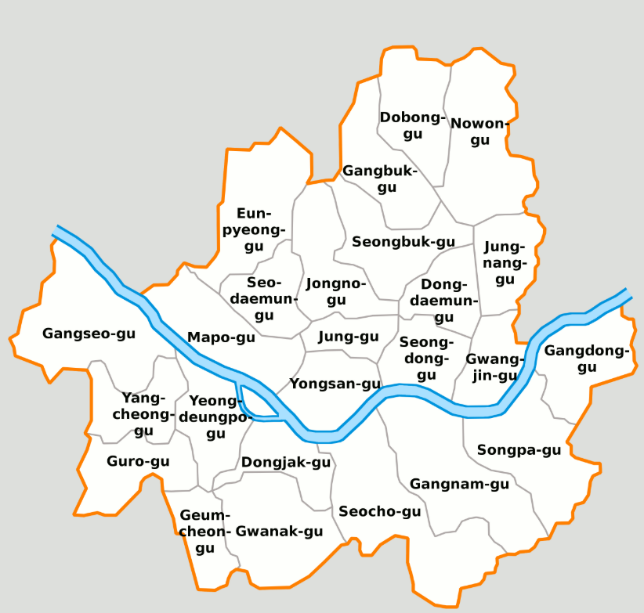 Dobong-
gu
Nowon-
gu
Gangbuk-
gu
Eun-
pyeong-
gu
Seongbuk-gu
Jung-
nang-
gu
Seo-
daemun-
gu
Jongno-
gu
Dong-
daemun-
gu
Gangseo-gu
Mapo-gu
Jung-gu
Seong-
dong-
gu
Gwang-
jin-gu
Gangdong-
gu
Yongsan-gu
Yang-
cheong-
gu
Yeong-
deungpo-
gu
Songpa-gu
Guro-gu
Dongjak-gu
Gangnam-gu
Seocho-gu
Geum-
cheon-
gu
Gwanak-gu